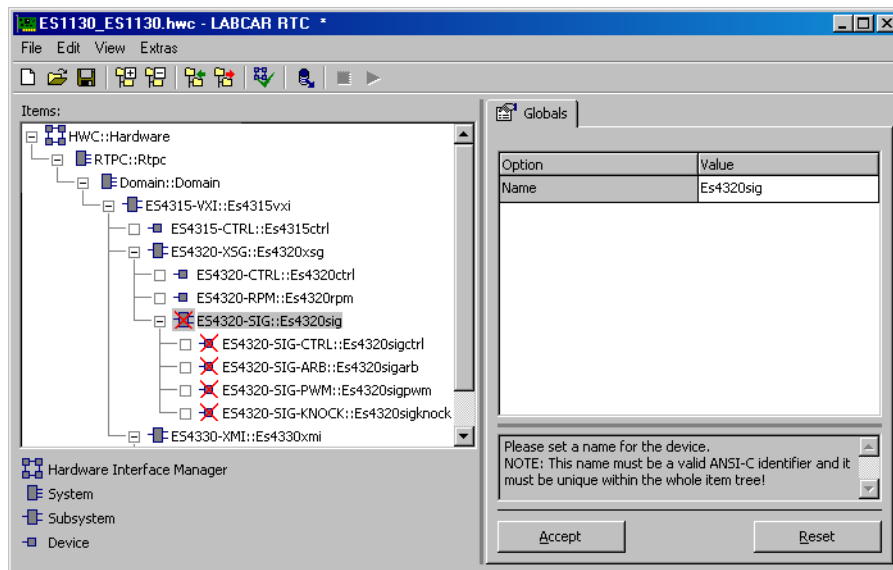 ES1130_ES1130.hwc - LABCAR RTC *
File Edit View Extras
Items:
HWC::Hardware
RTPC::Rtpc
Domain::Domain
ES4315-VXI::Es4315vxi
ES4315-CTRL::Es4315ctrl
ES4320-XSG::Es4320xsg
ES4320-CTRL::Es4320ctrl
ES4320-RPM::Es4320rpm
ES4320-SIG::Es4320sig
ES4320-SIG-CTRL::Es4320sigctrl
ES4320-SIG-ARB::Es4320sigarb
ES4320-SIG-PWM::Es4320sigpwm
ES4320-SIG-KNOCK::Es4320sigknock
ES4330-XMI::Es4330xmi
Hardware Interface Manager
System
Subsystem
Device
Globals
Option Value
Name Es4320sig
Please set a name for the device.
NOTE: This name must be a valid ANSI-C identifier and it
must be unique within the whole item tree!
Accept Reset